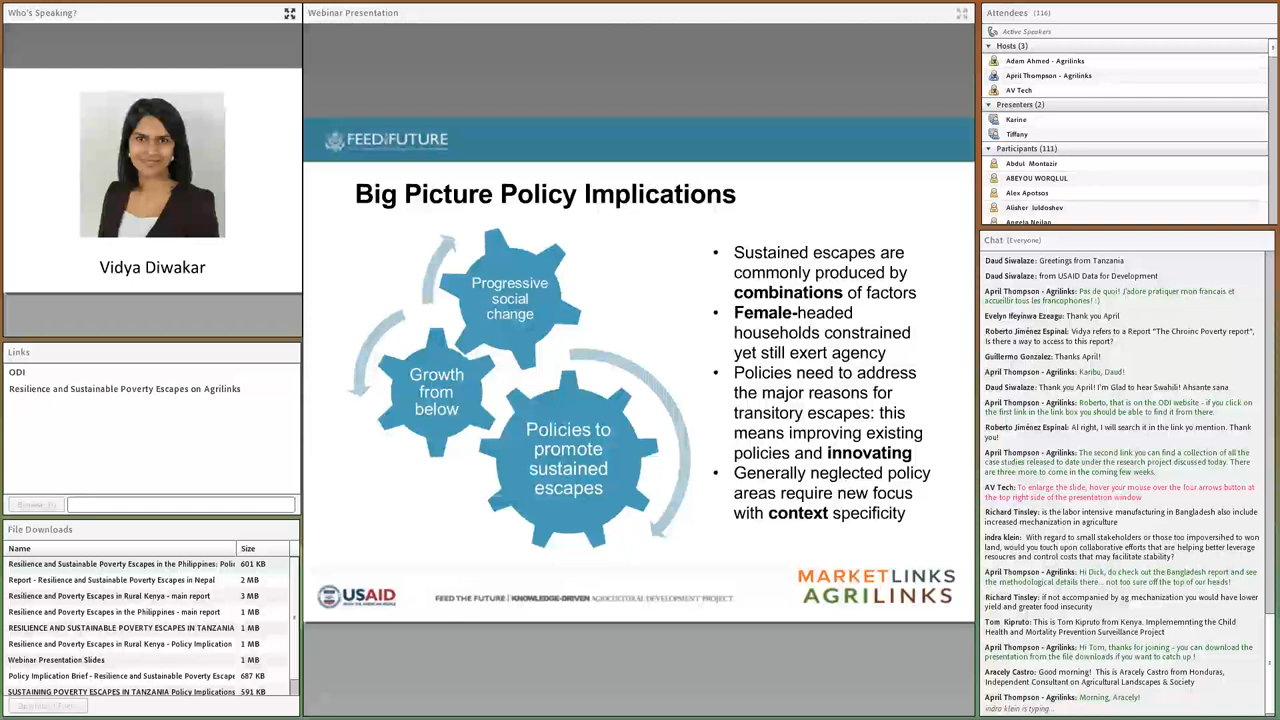 Who's Speaking?
Vidya Diwakar
Links
ODI
Resilience and Sustainable Poverty Escapes on Agrilinks
Browse To
File Downloads
Name Size
Resilience and Sustainable Poverty Escapes in the Philippines: Poli 601 KB
Report - Resilience and Sustainable Poverty Escapes in Nepal 2 MB
Resilience and Poverty Escapes in Rural Kenya - main report 3 MB
Resilience and Poverty Escapes in the Philippines - main report 1 MB
RESILIENCE AND SUSTAINABLE POVERTY ESCAPES IN TANZANIA 1 MB
Resilience and Poverty Escapes in Rural Kenya - Policy Implication 1 MB
Webinar Presentation Slides 1 MB
Policy Implication Brief - Resilience and Sustainable Poverty Escape 687 KB
SUSTAINING POVERTY ESCAPES IN TANZANIA Policy Implications 591 KB
Webinar Presentation
FEED THE FUTURE
Big Picture Policy Implications
Progressive
social
change
Growth
from
below
Policies to
promote
sustained
escapes
• Sustained escapes are
commonly produced by
combinations of factors
• Female-headed
households constrained
yet still exert agency
• Policies need to address
the major reasons for
transitory escapes: this
means improving existing
policies and innovating
• Generally neglected policy
areas require new focus
with context specificity
USAID
FROM THE AMERICAN PEOPLE
FEED THE FUTURE | KNOWLEDGE-DRIVEN AGRICULTURAL DEVELOPMENT PROJECT
MARKETLINKS
AGRILINKS
Attendees (116)
Active Speakers
Hosts (3)
Adam Ahmed - Agrilinks
April Thompson - Agrilinks
AV Tech
Presenters (2)
Karine
Tiffany
Participants (111)
Abdul Montazir
ABEYOU WORQLUL
Alex Apotsos
Alisher Juldoshev
Angela Neilan
Chat (Everyone)
Daud Siwalaze: Greetings from Tanzania
Daud Siwalaze: from USAID Data for Development
April Thompson - Agrilinks: Pas de quoi! J'adore pratiquer mon francais et
accueillir tous les francophones! :)
Evelyn Ifeyinwa Ezeagu: Thank you April
Roberto Jiménez Espinal: Vidya refers to a Report "The Chroinc Poverty report",
Is there a way to access to this report?
Guillermo Gonzalez: Thanks April!
April Thompson - Agrilinks: Karibu, Daud!
Daud Siwalaze: Thank you April! I'm Glad to hear Swahili! Ahsante sana
April Thompson - Agrilinks: Roberto, that is on the ODI website - if you click on
the first link in the link box you should be able to find it from there.
Roberto Jiménez Espinal: Al right, I will search it in the link yo mention. Thank
you!
April Thompson - Agrilinks: The second link you can find a collection of all the
case studies released to date under the research project discussed today. There
are three more to come in the coming few weeks.
AV Tech: To enlarge the slide, hover your mouse over the four arrows button at
the top right side of the presentation window
Richard Tinsley: is the labor intensive manufacturing in Bangladesh also include
increased mechanization in agriculture
indra klein: With regard to small stakeholders or those too impoversished to won
land, would you touch upon collaborative efforts that are helping better leverage
resoucres and control costs that may facilitate stability?
April Thompson - Agrilinks: Hi Dick, do check out the Bangladesh report and see
the methodological details there... not too sure off the top of our heads!
Richard Tinsley: if not accompanied by ag mechanization you would have lower
yield and greater food insecurity
Tom Kipruto: This is Tom Kipruto from Kenya. Implememnting the Child
Health and Mortality Prevention Surveillance Project
April Thompson - Agrilinks: Hi Tom, thanks for joining - you can download the
presentation from the file downloads if you want to catch up !
Aracely Castro: Good morning! This is Aracely Castro from Honduras,
Independent Consultant on Agricultural Landscapes & Society
April Thompson - Agrilinks: Morning, Aracely!
indra klein is typing...